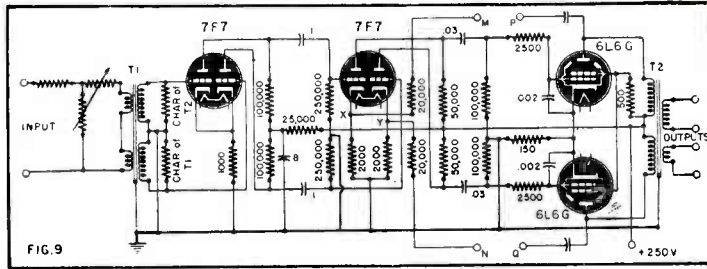 7F7
7F7
M
P
T1
.1
.03
2500
6L6G
T2
INPUT
CHAR of T2
CHAR of T1
100,000
100,000
1000
25,000
8
250,000
250,000
.1
X
Y
2000
2000
20,000
20,000
50,000
50,000
.03
100,000
100,000
.002
.002
150
2500
500
6L6G
OUTPUTS
N
Q
+250V
FIG.9